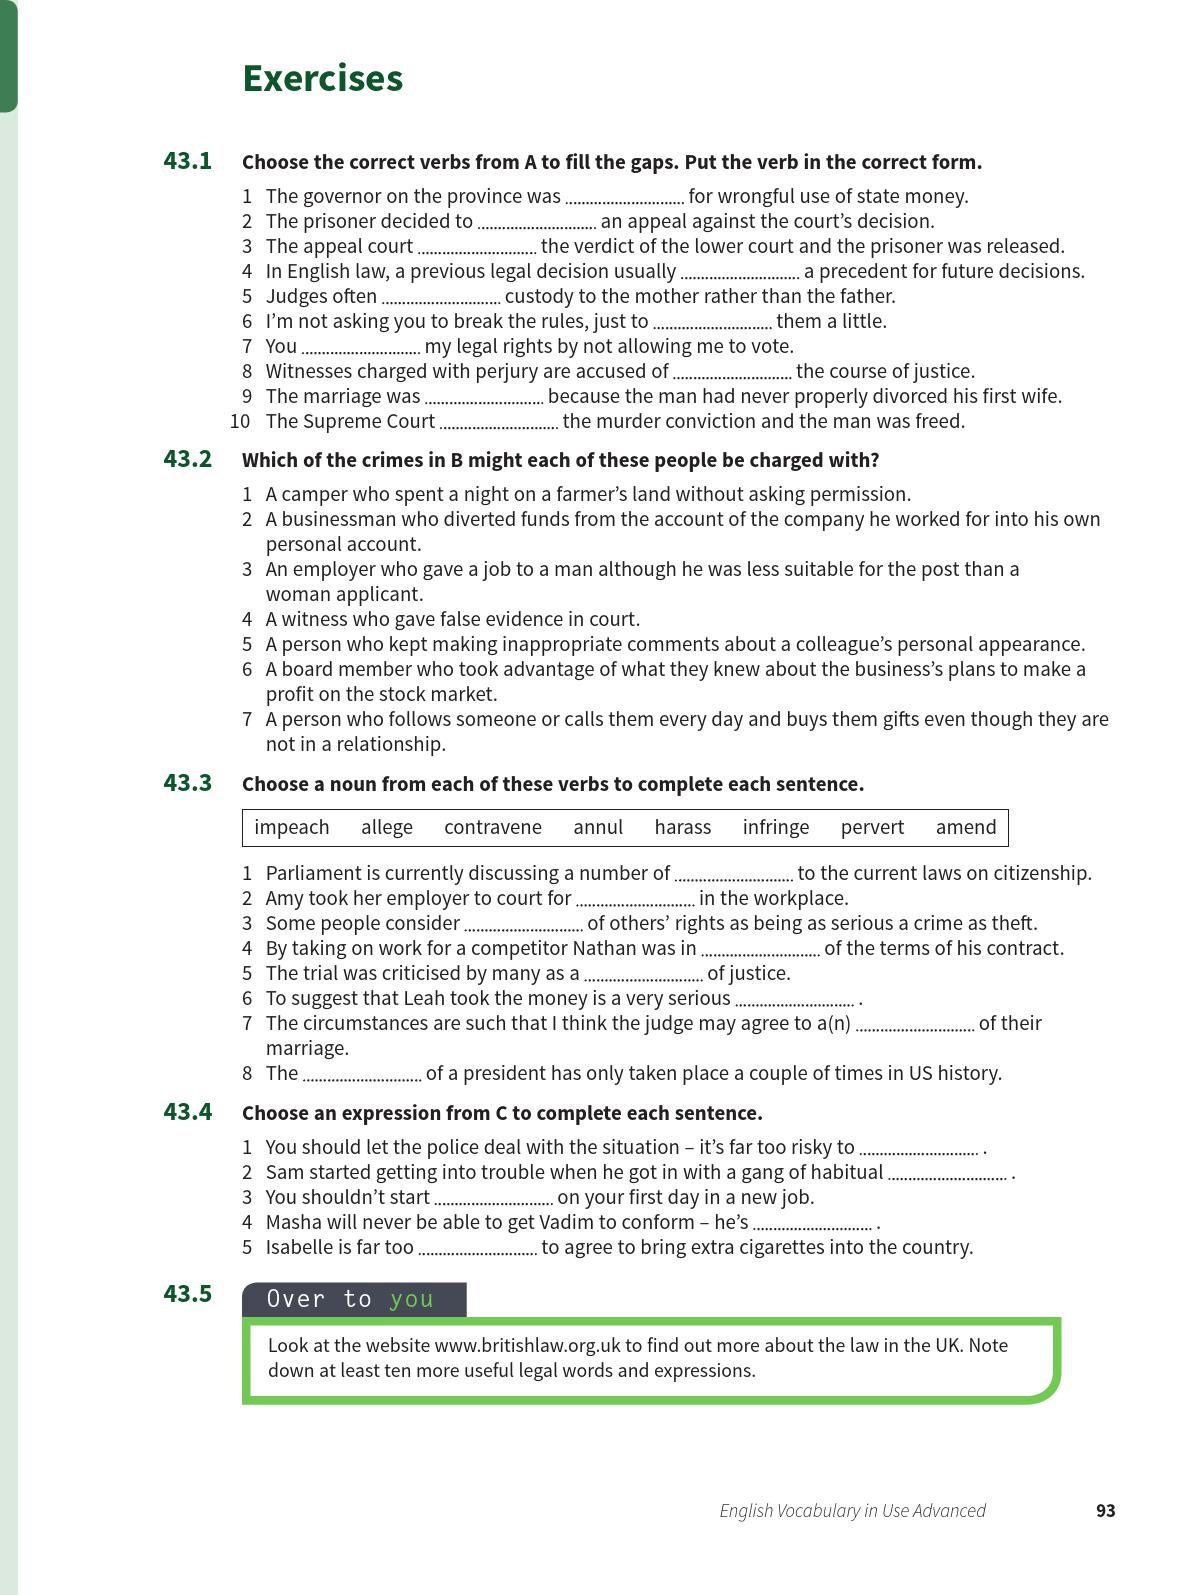 Exercises
43.1 Choose the correct verbs from A to fill the gaps. Put the verb in the correct form.
1 The governor on the province was ............................ for wrongful use of state money.
2 The prisoner decided to ............................ an appeal against the court’s decision.
3 The appeal court ............................ the verdict of the lower court and the prisoner was released.
4 In English law, a previous legal decision usually ............................ a precedent for future decisions.
5 Judges often ............................ custody to the mother rather than the father.
6 I’m not asking you to break the rules, just to ............................ them a little.
7 You ............................ my legal rights by not allowing me to vote.
8 Witnesses charged with perjury are accused of ............................ the course of justice.
9 The marriage was ............................ because the man had never properly divorced his first wife.
10 The Supreme Court ............................ the murder conviction and the man was freed.
43.2 Which of the crimes in B might each of these people be charged with?
1 A camper who spent a night on a farmer’s land without asking permission.
2 A businessman who diverted funds from the account of the company he worked for into his own
personal account.
3 An employer who gave a job to a man although he was less suitable for the post than a
woman applicant.
4 A witness who gave false evidence in court.
5 A person who kept making inappropriate comments about a colleague’s personal appearance.
6 A board member who took advantage of what they knew about the business’s plans to make a
profit on the stock market.
7 A person who follows someone or calls them every day and buys them gifts even though they are
not in a relationship.
43.3 Choose a noun from each of these verbs to complete each sentence.
impeach allege contravene annul harass infringe pervert amend
1 Parliament is currently discussing a number of ............................ to the current laws on citizenship.
2 Amy took her employer to court for ............................ in the workplace.
3 Some people consider ............................ of others’ rights as being as serious a crime as theft.
4 By taking on work for a competitor Nathan was in ............................ of the terms of his contract.
5 The trial was criticised by many as a ............................ of justice.
6 To suggest that Leah took the money is a very serious ............................ .
7 The circumstances are such that I think the judge may agree to a(n) ............................ of their
marriage.
8 The ............................ of a president has only taken place a couple of times in US history.
43.4 Choose an expression from C to complete each sentence.
1 You should let the police deal with the situation – it’s far too risky to ............................ .
2 Sam started getting into trouble when he got in with a gang of habitual ............................ .
3 You shouldn’t start ............................ on your first day in a new job.
4 Masha will never be able to get Vadim to conform – he’s ............................ .
5 Isabelle is far too ............................ to agree to bring extra cigarettes into the country.
43.5 Over to you
Look at the website www.britishlaw.org.uk to find out more about the law in the UK. Note
down at least ten more useful legal words and expressions.
English Vocabulary in Use Advanced 93